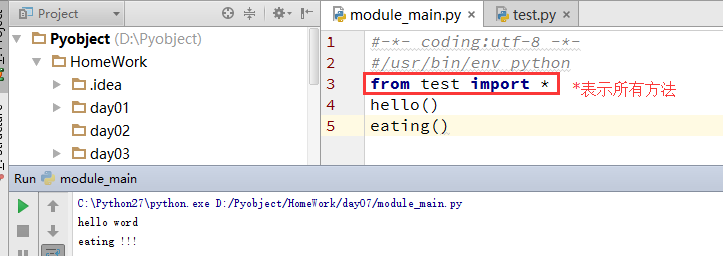 Project
Pyobject (D:\Pyobject)
HomeWork
.idea
day01
day02
day03
module_main.py
test.py
1 #-*- coding:utf-8 -*-
2 #/usr/bin/env python
3 from test import * *表示所有方法
4 hello()
5 eating()
Run module_main
C:\Python27\python.exe D:/Pyobject/HomeWork/day07/module_main.py
hello word
eating !!!